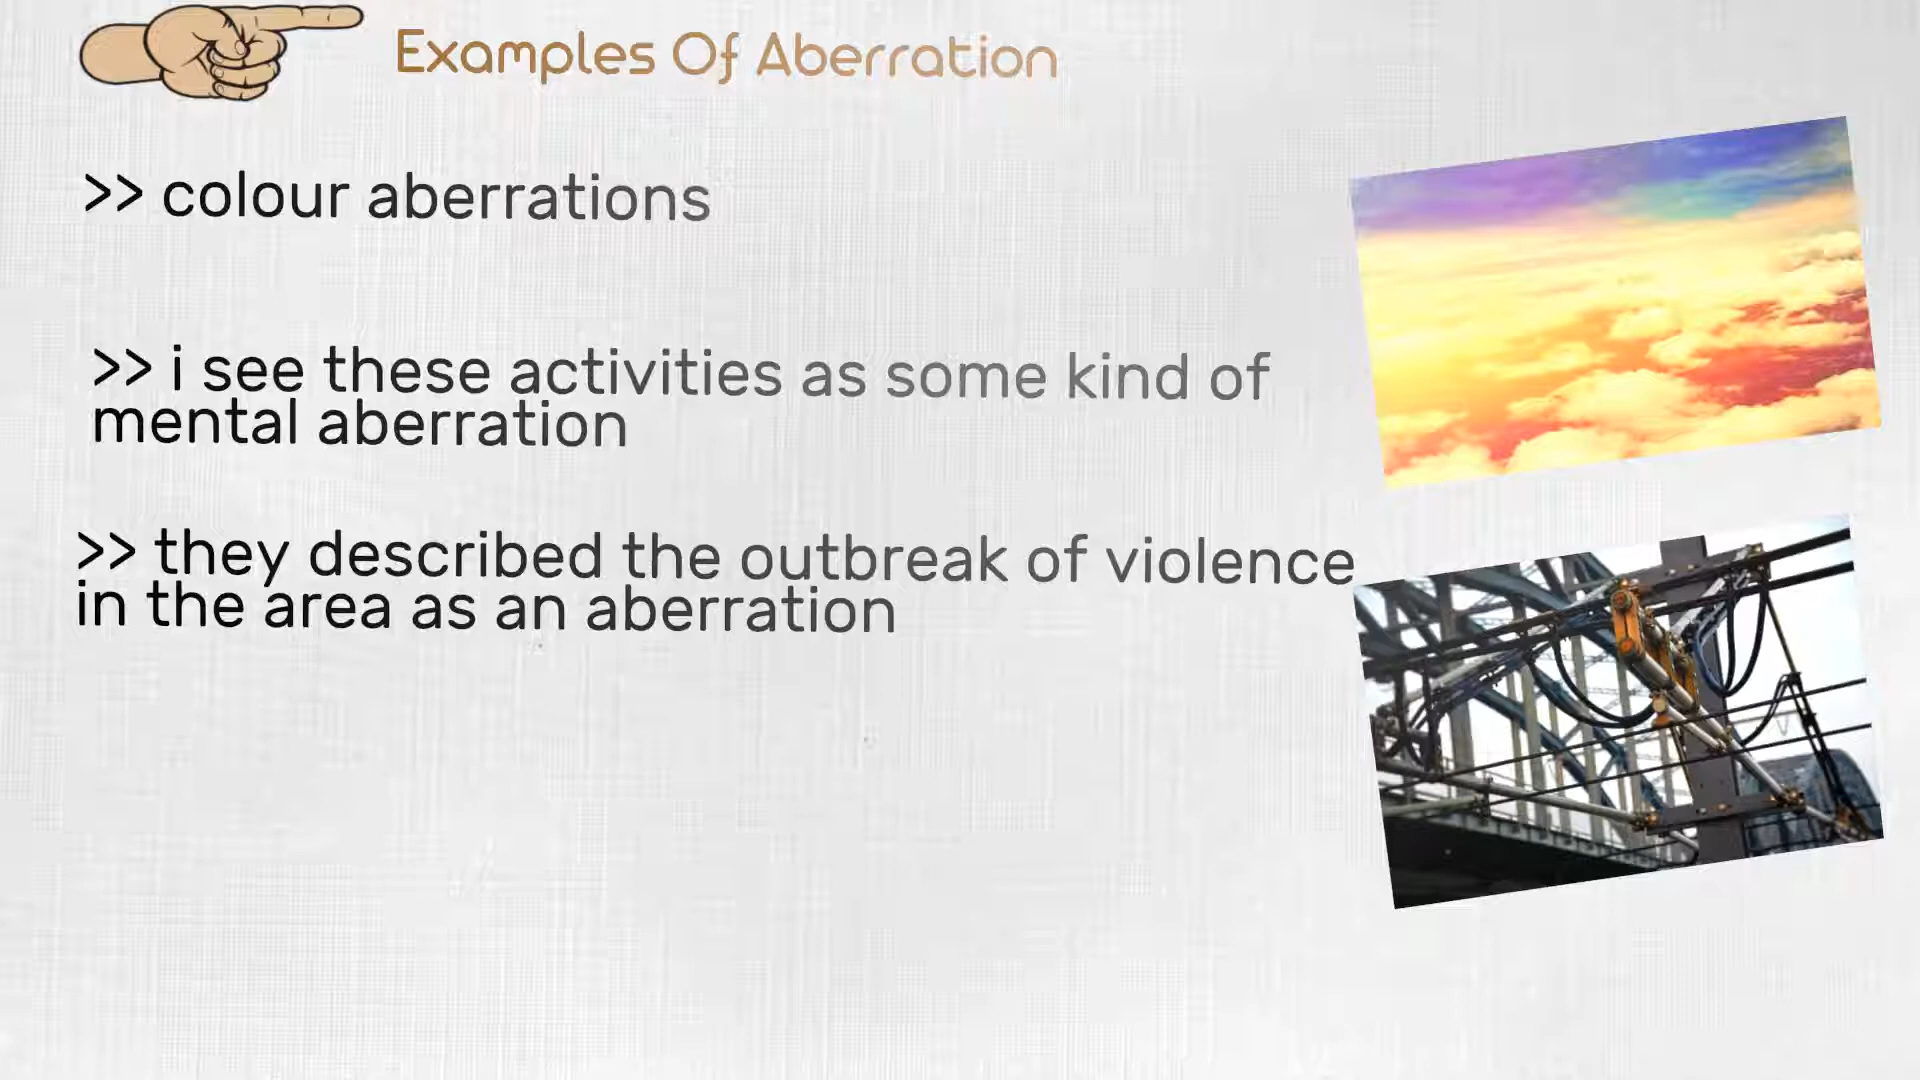 Examples Of Aberration
>> colour aberrations
>> i see these activities as some kind of
mental aberration
>> they described the outbreak of violence
in the area as an aberration